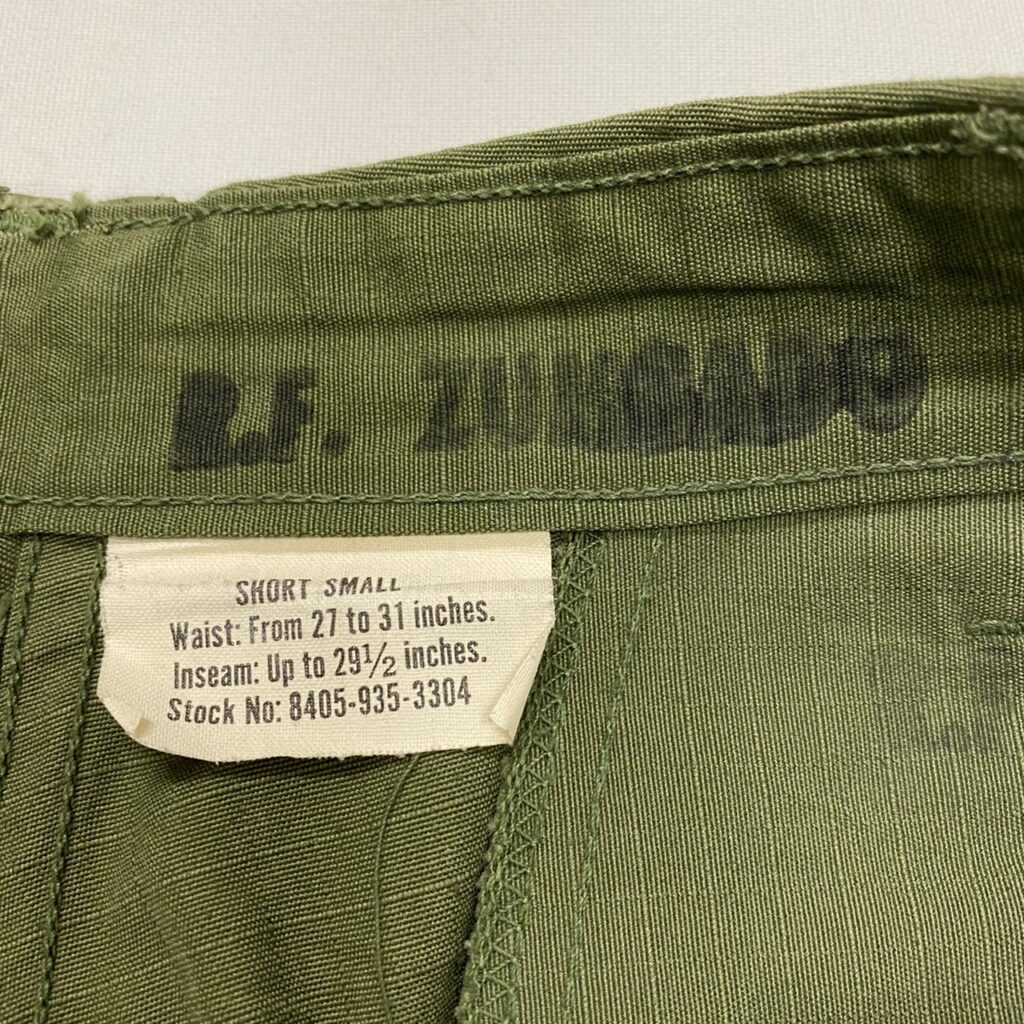 SHORT SMALL
Waist: From 27 to 31 inches.
Inseam: Up to 29½ inches.
Stock No: 8405-935-3304